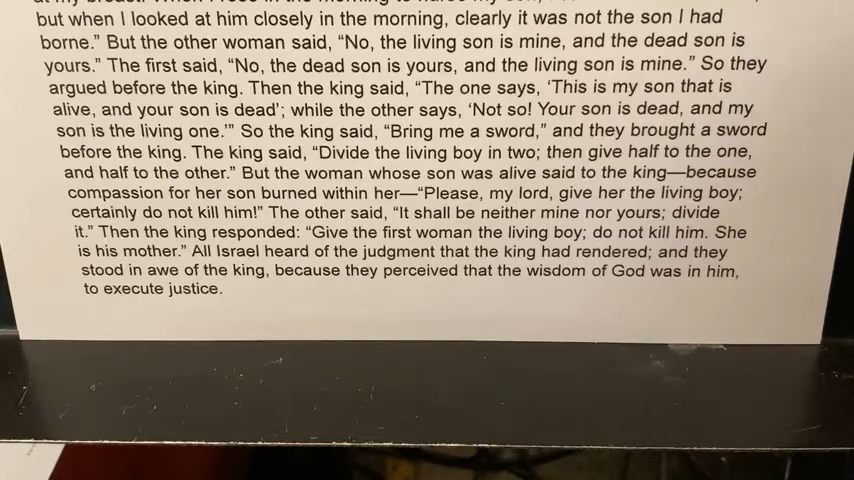 but when I looked at him closely in the morning, clearly it was not the son I had
borne.” But the other woman said, “No, the living son is mine, and the dead son is
yours.” The first said, “No, the dead son is yours, and the living son is mine.” So they
argued before the king. Then the king said, “The one says, ‘This is my son that is
alive, and your son is dead’; while the other says, ‘Not so! Your son is dead, and my
son is the living one.’” So the king said, “Bring me a sword,” and they brought a sword
before the king. The king said, “Divide the living boy in two; then give half to the one,
and half to the other.” But the woman whose son was alive said to the king—because
compassion for her son burned within her—“Please, my lord, give her the living boy;
certainly do not kill him!” The other said, “It shall be neither mine nor yours; divide
it.” Then the king responded: “Give the first woman the living boy; do not kill him. She
is his mother.” All Israel heard of the judgment that the king had rendered; and they
stood in awe of the king, because they perceived that the wisdom of God was in him,
to execute justice.